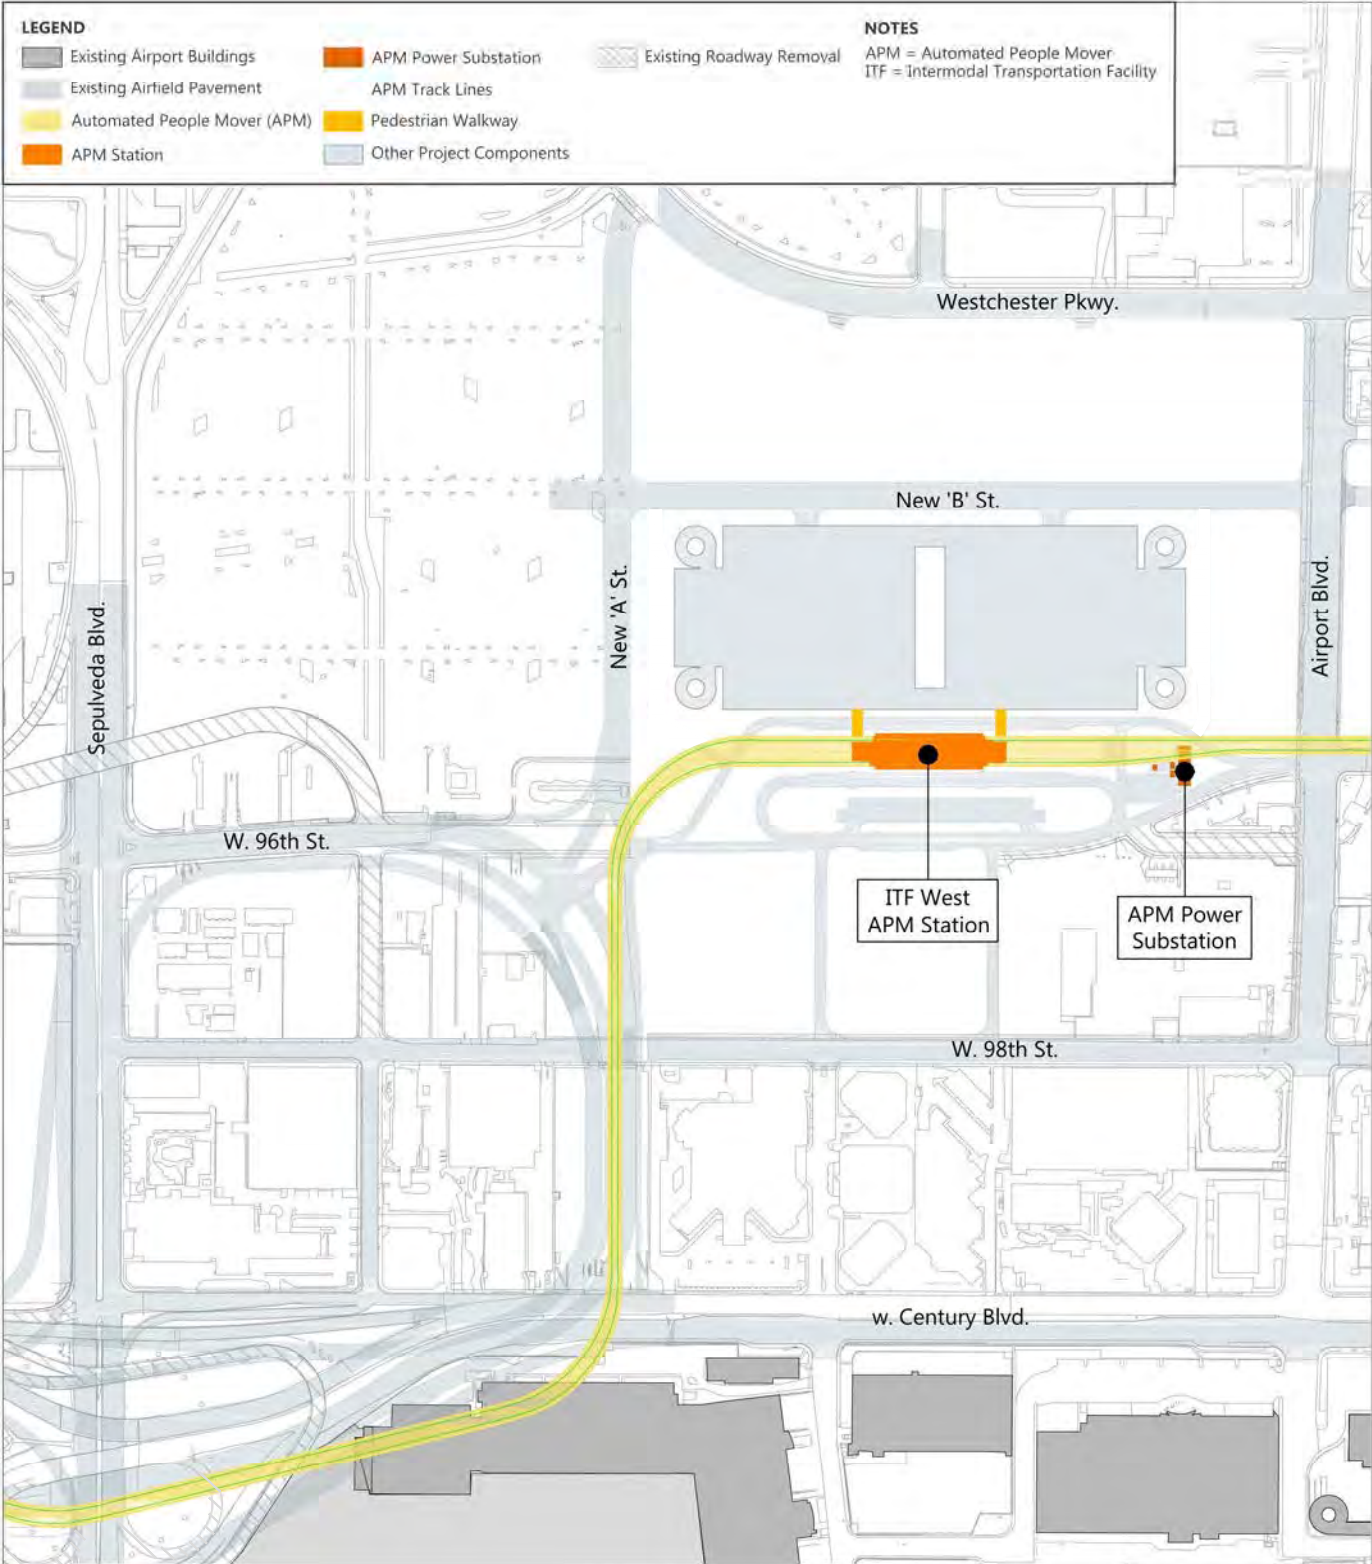 LEGEND
Existing Airport Buildings
Existing Airfield Pavement
Automated People Mover (APM)
APM Station
APM Power Substation
APM Track Lines
Pedestrian Walkway
Other Project Components
Existing Roadway Removal
NOTES
APM = Automated People Mover
ITF = Intermodal Transportation Facility
Westchester Pkwy.
New 'B' St.
New 'A' St.
Airport Blvd.
Sepulveda Blvd.
W. 96th St.
ITF West
APM Station
APM Power
Substation
W. 98th St.
w. Century Blvd.